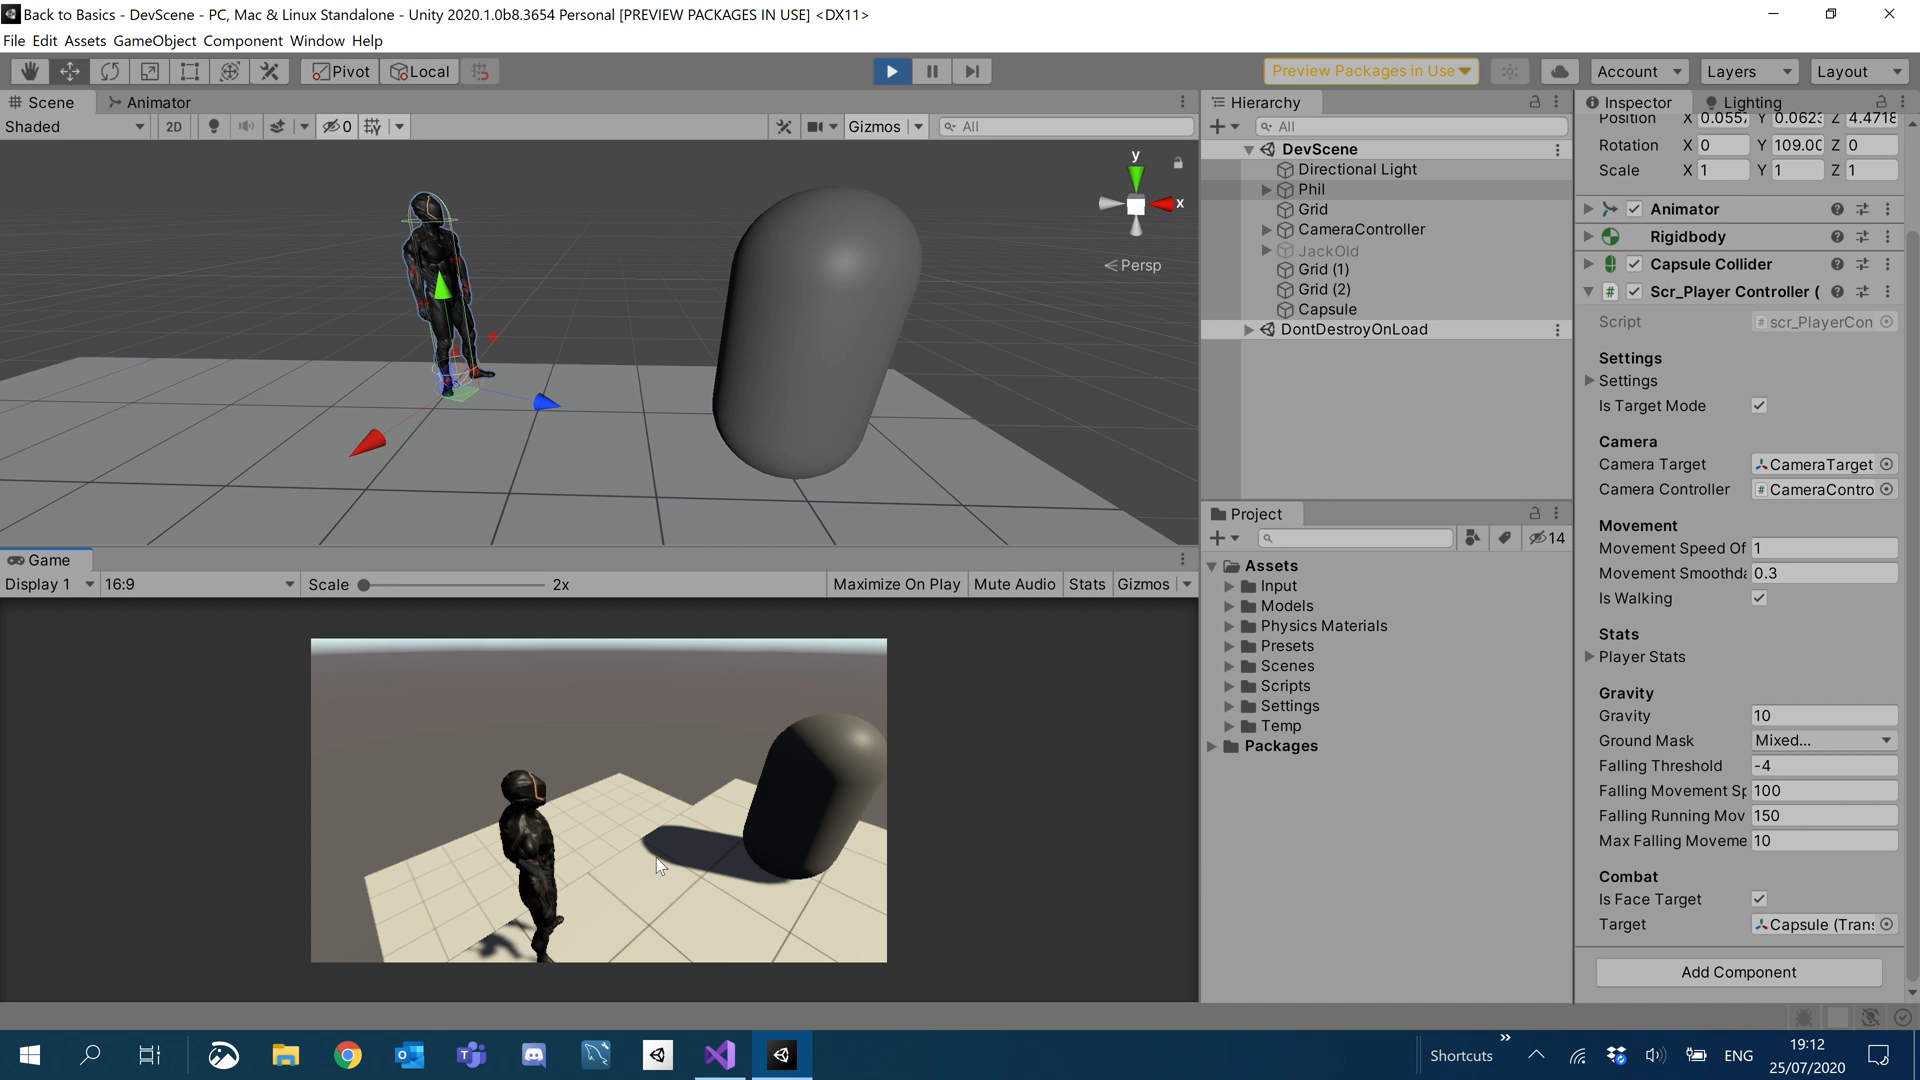 Back to Basics - DevScene - PC, Mac & Linux Standalone - Unity 2020.1.0b8.3654 Personal [PREVIEW PACKAGES IN USE] <DX11>
File Edit Assets GameObject Component Window Help
Pivot Local Preview Packages in Use Account Layers Layout
Scene Animator
Shaded 2D 0 Gizmos All
y
x
Persp
Game
Display 1 16:9 Scale 2x Maximize On Play Mute Audio Stats Gizmos
Hierarchy
All
DevScene
Directional Light
Phil
Grid
CameraController
JackOld
Grid (1)
Grid (2)
Capsule
DontDestroyOnLoad
Project
14
Assets
Input
Models
Physics Materials
Presets
Scenes
Scripts
Settings
Temp
Packages
Inspector Lighting
Position X 0.0557 Y 0.0623 Z 4.4718
Rotation X 0 Y 109.00 Z 0
Scale X 1 Y 1 Z 1
Animator
Rigidbody
Capsule Collider
Scr_Player Controller (
Script scr_PlayerCon
Settings
Settings
Is Target Mode
Camera
Camera Target CameraTarget
Camera Controller CameraContro
Movement
Movement Speed Of 1
Movement Smoothda 0.3
Is Walking
Stats
Player Stats
Gravity
Gravity 10
Ground Mask Mixed...
Falling Threshold -4
Falling Movement Sp 100
Falling Running Mov 150
Max Falling Moveme 10
Combat
Is Face Target
Target Capsule (Trans
Add Component
Shortcuts ENG
19:12
25/07/2020